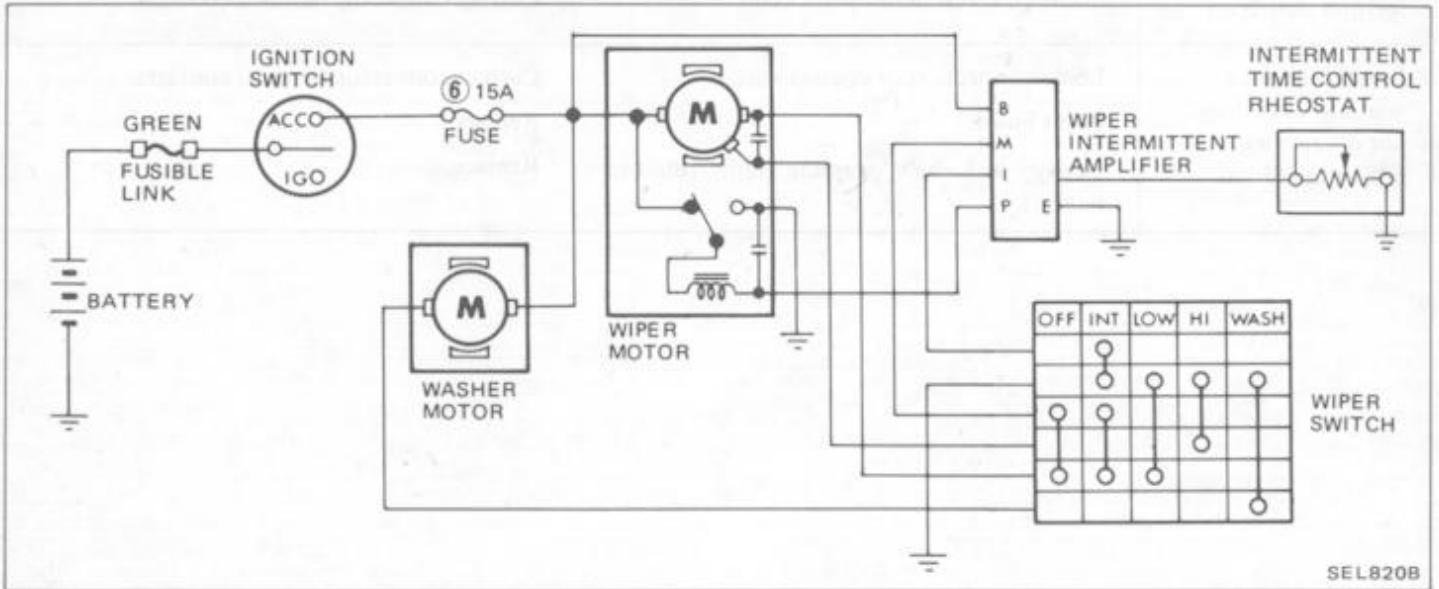 IGNITION
SWITCH
ACC
IG
GREEN
FUSIBLE
LINK
⑥ 15A
FUSE
BATTERY
M
WASHER
MOTOR
M
WIPER
MOTOR
B
M
I
P E
WIPER
INTERMITTENT
AMPLIFIER
INTERMITTENT
TIME CONTROL
RHEOSTAT
OFF INT LOW HI WASH
WIPER
SWITCH
SEL820B